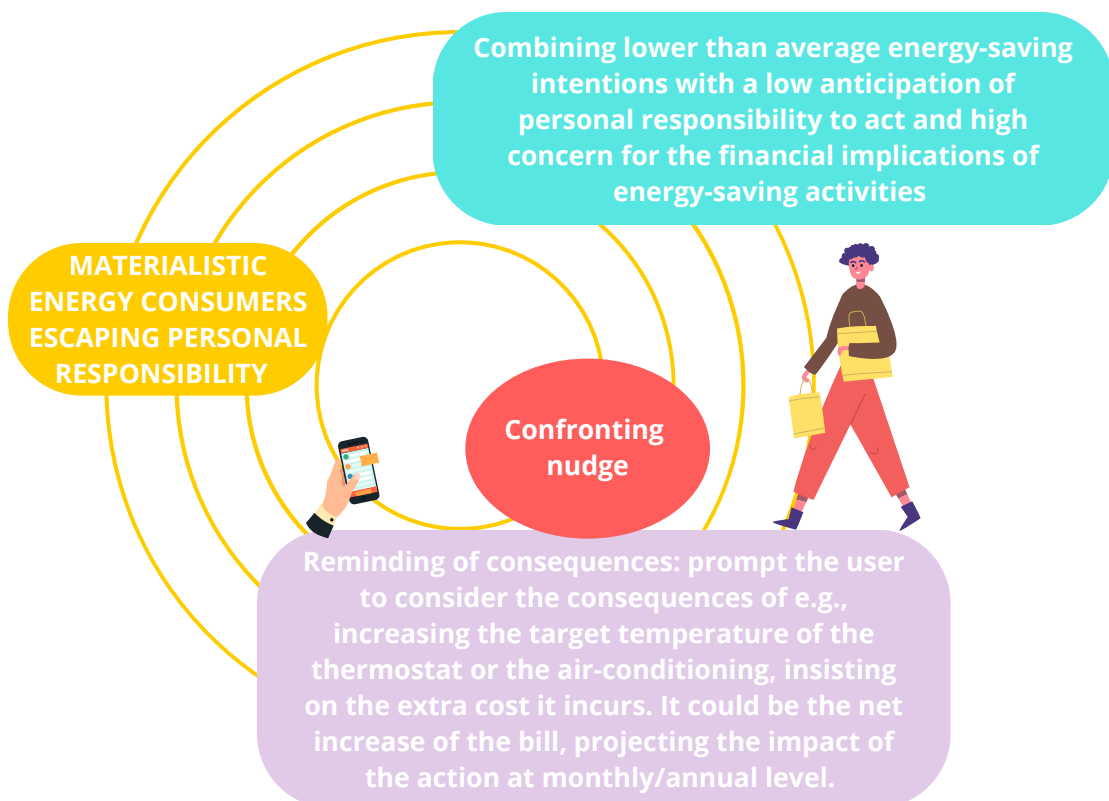 Combining lower than average energy-saving
intentions with a low anticipation of
personal responsibility to act and high
concern for the financial implications of
energy-saving activities
MATERIALISTIC
ENERGY CONSUMERS
ESCAPING PERSONAL
RESPONSIBILITY
Confronting
nudge
Reminding of consequences: prompt the user
to consider the consequences of e.g.,
increasing the target temperature of the
thermostat or the air-conditioning, insisting
on the extra cost it incurs. It could be the net
increase of the bill, projecting the impact of
the action at monthly/annual level.